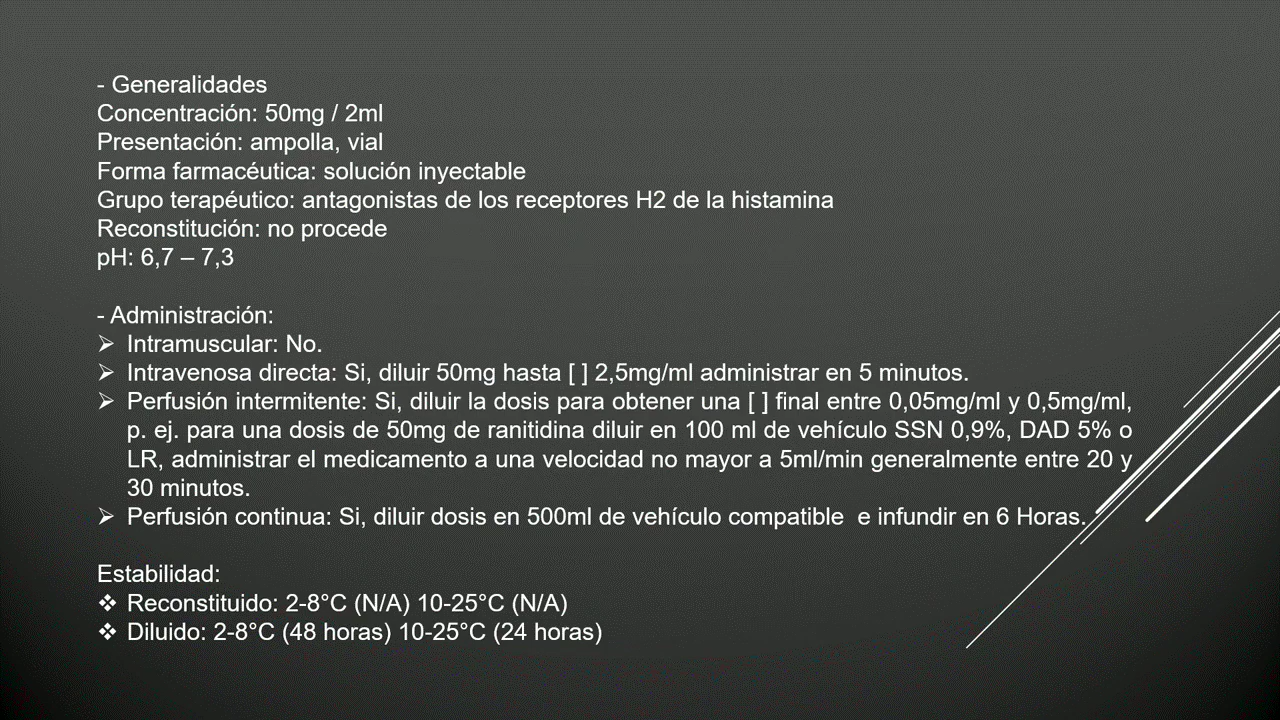 - Generalidades
Concentración: 50mg / 2ml
Presentación: ampolla, vial
Forma farmacéutica: solución inyectable
Grupo terapéutico: antagonistas de los receptores H2 de la histamina
Reconstitución: no procede
pH: 6,7 – 7,3
- Administración:
➢ Intramuscular: No.
➢ Intravenosa directa: Si, diluir 50mg hasta [ ] 2,5mg/ml administrar en 5 minutos.
➢ Perfusión intermitente: Si, diluir la dosis para obtener una [ ] final entre 0,05mg/ml y 0,5mg/ml,
p. ej. para una dosis de 50mg de ranitidina diluir en 100 ml de vehículo SSN 0,9%, DAD 5% o
LR, administrar el medicamento a una velocidad no mayor a 5ml/min generalmente entre 20 y
30 minutos.
➢ Perfusión continua: Si, diluir dosis en 500ml de vehículo compatible  e infundir en 6 Horas.
Estabilidad:
❖ Reconstituido: 2-8°C (N/A) 10-25°C (N/A)
❖ Diluido: 2-8°C (48 horas) 10-25°C (24 horas)